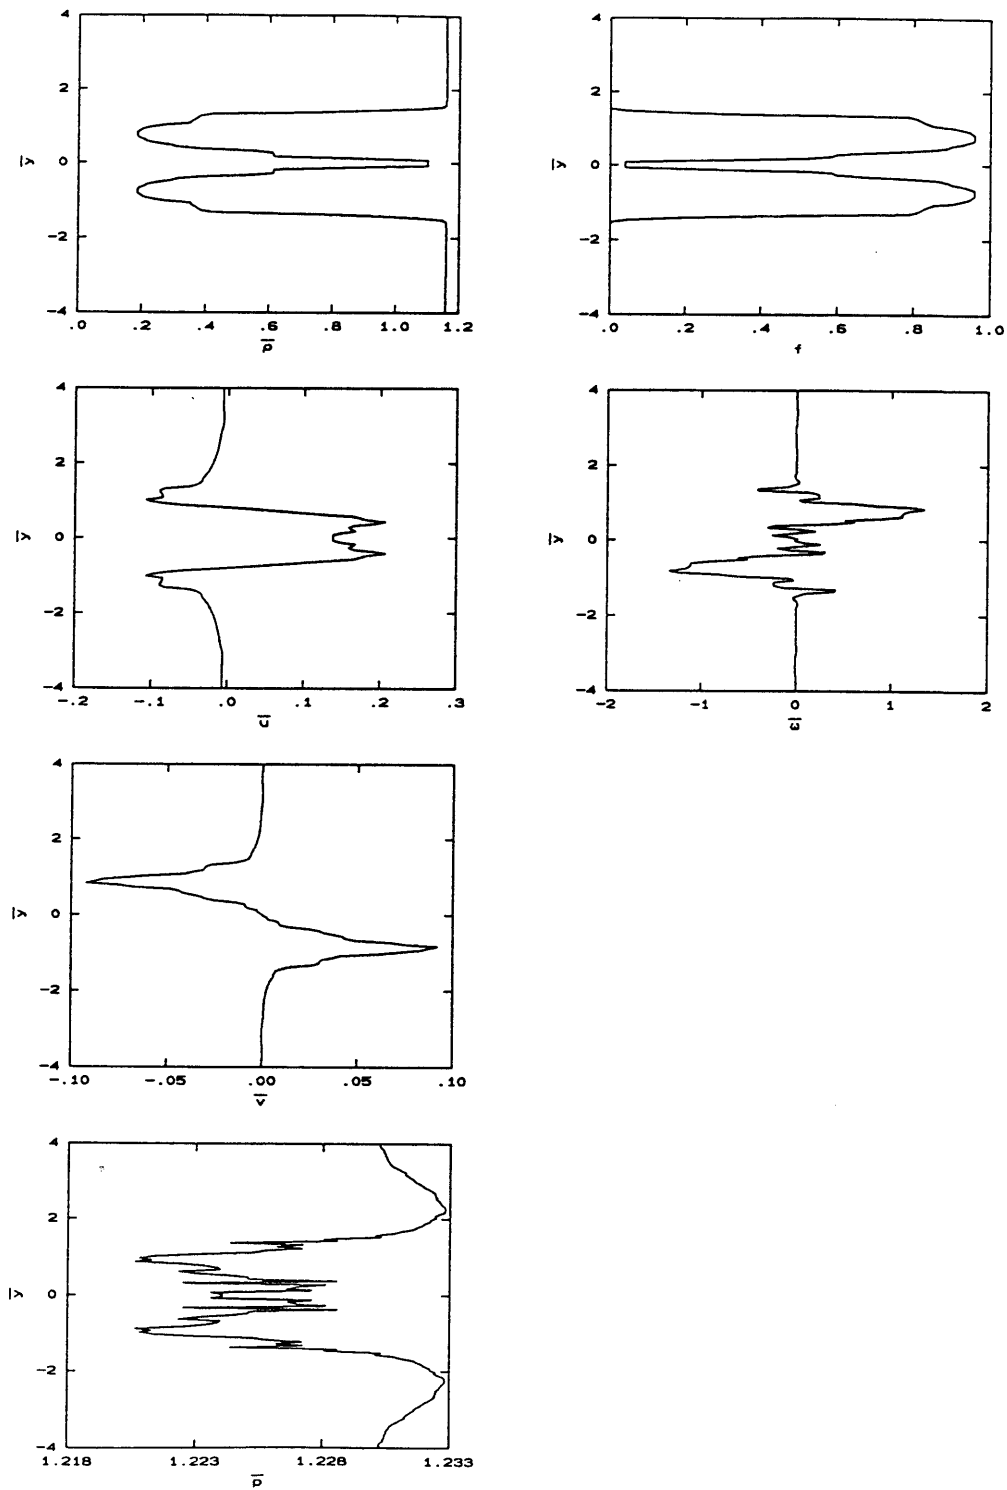 4
2
y̅
0
-2
-4
.0 .2 .4 .6 .8 1.0 1.2
ρ̅
4
2
y̅
0
-2
-4
.0 .2 .4 .6 .8 1.0
f
4
2
y̅
0
-2
-4
-.2 -.1 .0 .1 .2 .3
u̅
4
2
y̅
0
-2
-4
-2 -1 0 1 2
ω̅
4
2
y̅
0
-2
-4
-.10 -.05 .00 .05 .10
v̅
4
2
y̅
0
-2
-4
1.218 1.223 1.228 1.233
p̅